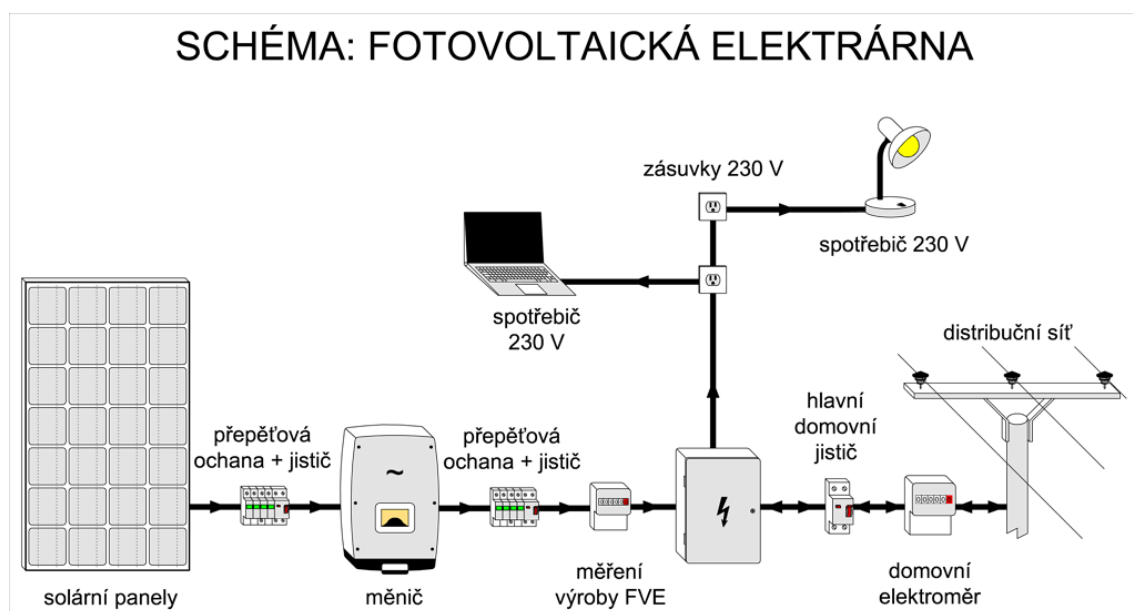 SCHÉMA: FOTOVOLTAICKÁ ELEKTRÁRNA
zásuvky 230 V
spotřebič 230 V
spotřebič
230 V
distribuční síť
hlavní
domovní
jistič
přepěťová
ochana + jistič
přepěťová
ochana + jistič
~
solární panely
měnič
měření
výroby FVE
domovní
elektroměr